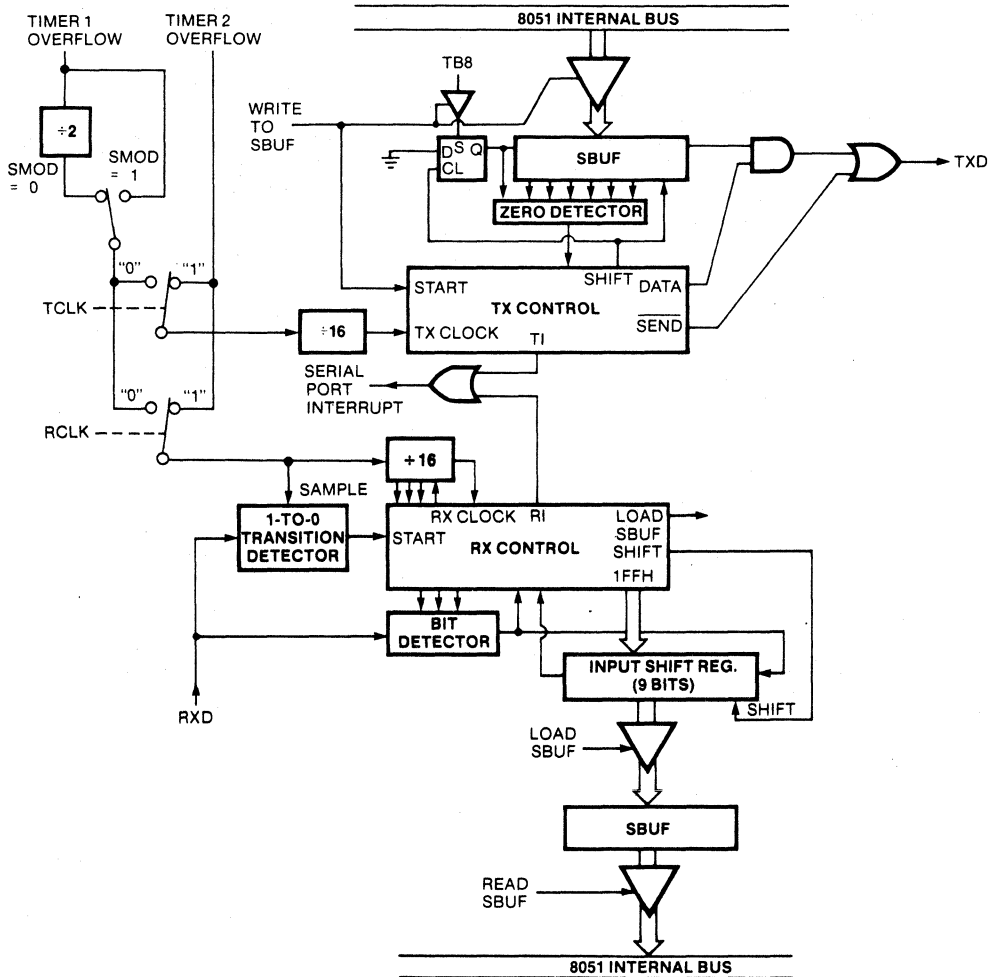 8051 INTERNAL BUS
TIMER 1
OVERFLOW
TIMER 2
OVERFLOW
TB8
WRITE
TO
SBUF
÷2
SMOD
= 0
SMOD
= 1
D S Q
CL
SBUF
TXD
ZERO DETECTOR
"0"
"1"
TCLK
START
SHIFT
DATA
TX CONTROL
SEND
÷16
TX CLOCK
TI
SERIAL
PORT
INTERRUPT
"0"
"1"
RCLK
÷16
SAMPLE
1-TO-0
TRANSITION
DETECTOR
RX CLOCK
RI
LOAD
SBUF
START
RX CONTROL
SHIFT
1FFH
BIT
DETECTOR
INPUT SHIFT REG.
(9 BITS)
RXD
SHIFT
LOAD
SBUF
SBUF
READ
SBUF
8051 INTERNAL BUS